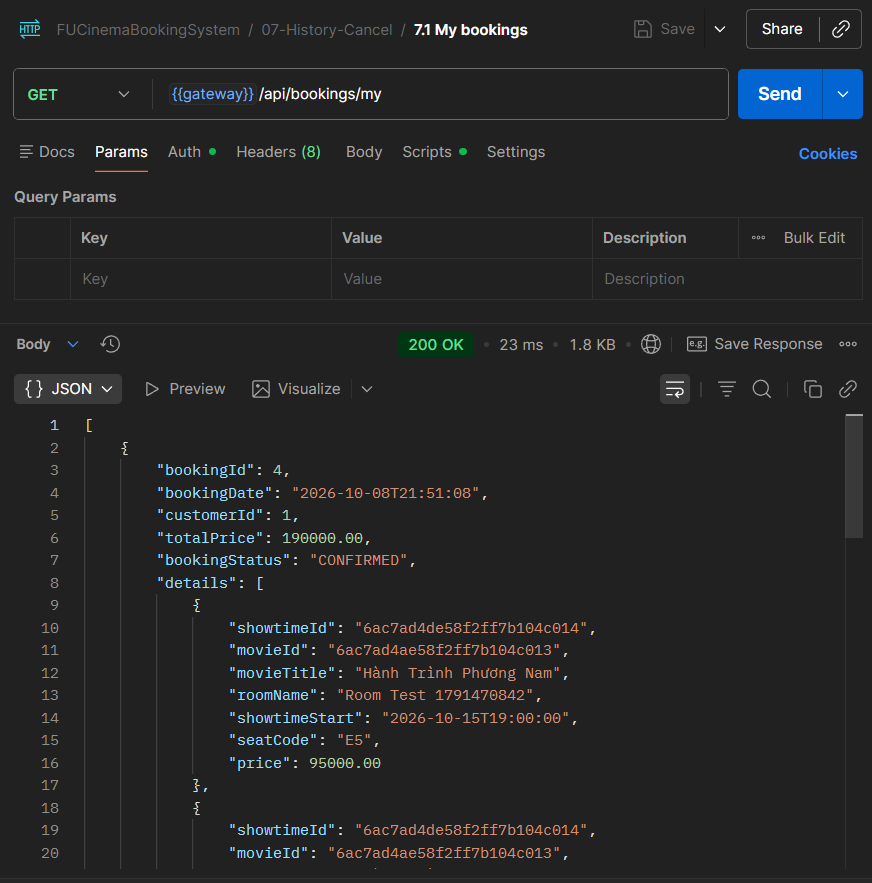 HTTP FUCinemaBookingSystem / 07-History-Cancel / 7.1 My bookings Save Share
GET {{gateway}} /api/bookings/my Send
Docs Params Auth Headers (8) Body Scripts Settings Cookies
Query Params
Key Value Description Bulk Edit
Key Value Description
Body 200 OK 23 ms 1.8 KB e.g. Save Response
{} JSON Preview Visualize
1 [
2 {
3 "bookingId": 4,
4 "bookingDate": "2026-10-08T21:51:08",
5 "customerId": 1,
6 "totalPrice": 190000.00,
7 "bookingStatus": "CONFIRMED",
8 "details": [
9 {
10 "showtimeId": "6ac7ad4de58f2ff7b104c014",
11 "movieId": "6ac7ad4ae58f2ff7b104c013",
12 "movieTitle": "Hành Trình Phương Nam",
13 "roomName": "Room Test 1791470842",
14 "showtimeStart": "2026-10-15T19:00:00",
15 "seatCode": "E5",
16 "price": 95000.00
17 },
18 {
19 "showtimeId": "6ac7ad4de58f2ff7b104c014",
20 "movieId": "6ac7ad4ae58f2ff7b104c013",